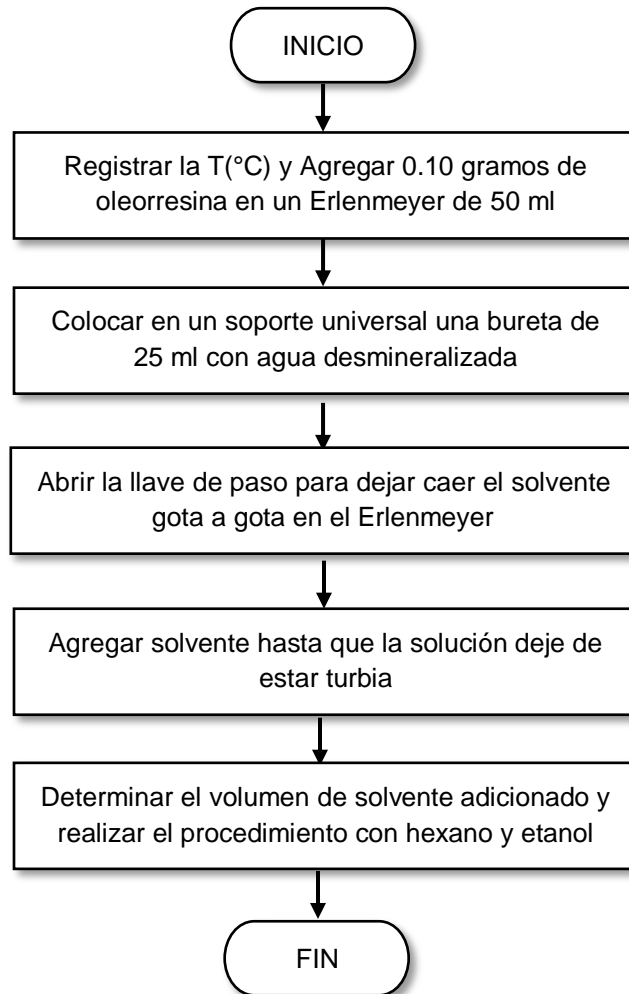 INICIO
Registrar la T(°C) y Agregar 0.10 gramos de
oleorresina en un Erlenmeyer de 50 ml
Colocar en un soporte universal una bureta de
25 ml con agua desmineralizada
Abrir la llave de paso para dejar caer el solvente
gota a gota en el Erlenmeyer
Agregar solvente hasta que la solución deje de
estar turbia
Determinar el volumen de solvente adicionado y
realizar el procedimiento con hexano y etanol
FIN